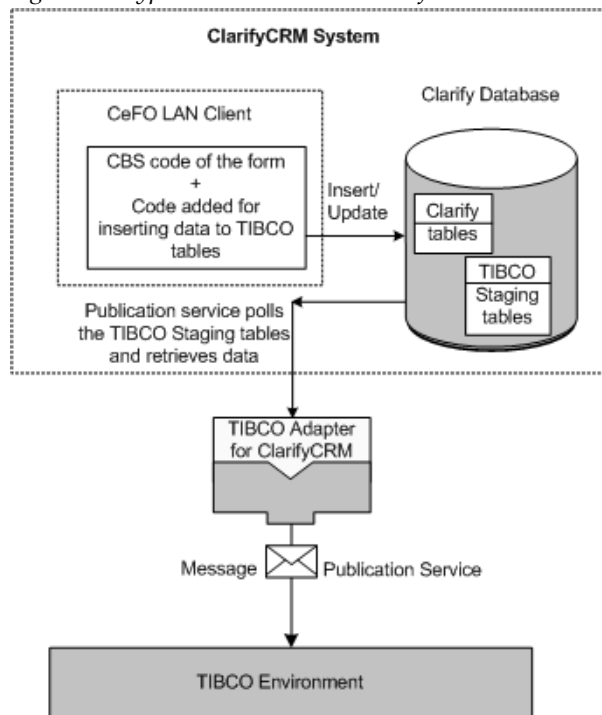 ClarifyCRM System
CeFO LAN Client
Clarify Database
CBS code of the form
+
Code added for
inserting data to TIBCO
tables
Insert/
Update
Clarify
tables
TIBCO
Staging
tables
Publication service polls
the TIBCO Staging tables
and retrieves data
TIBCO Adapter
for ClarifyCRM
Message
Publication Service
TIBCO Environment